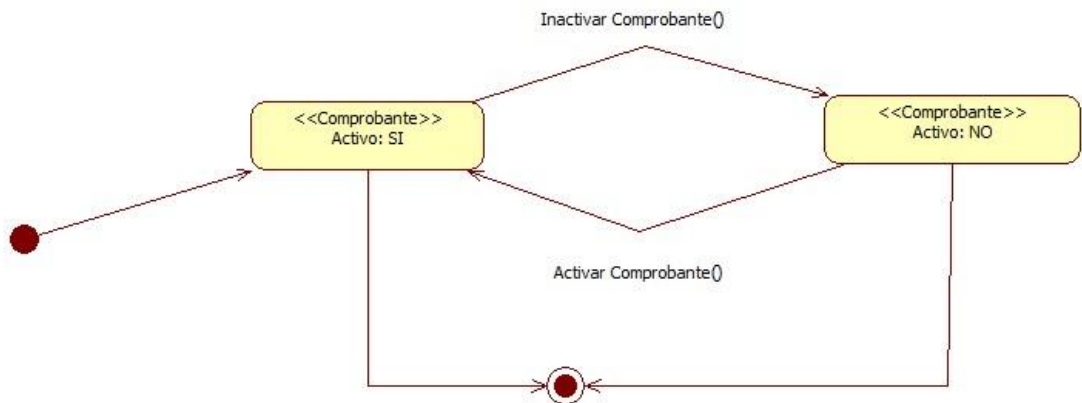 Inactivar Comprobante()
<<Comprobante>>
Activo: SI
<<Comprobante>>
Activo: NO
Activar Comprobante()